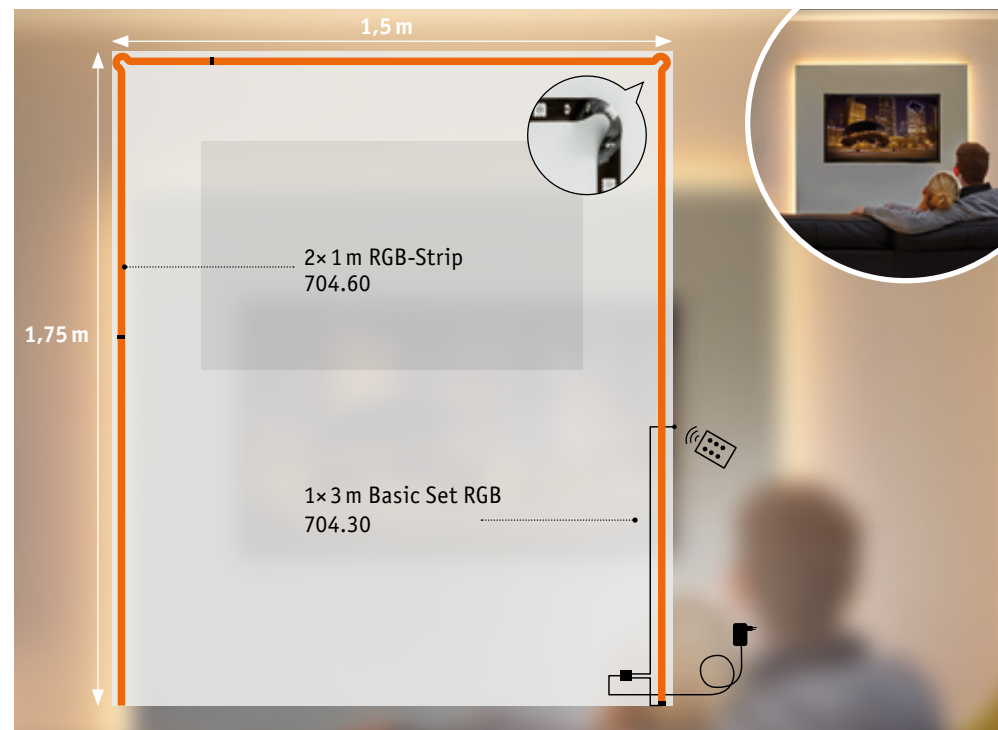 1,5 m
2× 1 m RGB-Strip
704.60
1,75 m
1× 3 m Basic Set RGB
704.30